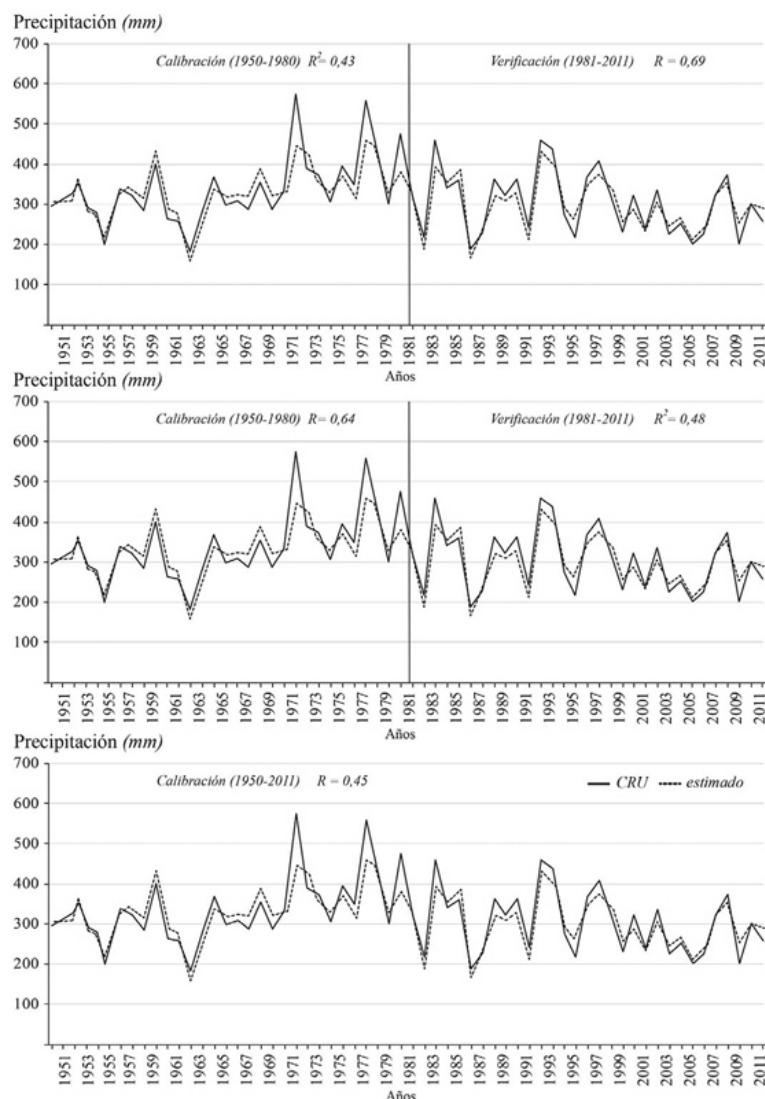 Precipitación (mm)
Calibración (1950-1980) R²= 0,43 Verificación (1981-2011) R = 0,69
700
600
500
400
300
200
100
1951 1953 1955 1957 1959 1961 1963 1965 1967 1969 1971 1973 1975 1977 1979 1981 1983 1985 1987 1989 1991 1993 1995 1997 1999 2001 2003 2005 2007 2009 2011
Años
Precipitación (mm)
Calibración (1950-1980) R= 0,64 Verificación (1981-2011) R²= 0,48
700
600
500
400
300
200
100
1951 1953 1955 1957 1959 1961 1963 1965 1967 1969 1971 1973 1975 1977 1979 1981 1983 1985 1987 1989 1991 1993 1995 1997 1999 2001 2003 2005 2007 2009 2011
Años
Precipitación (mm)
Calibración (1950-2011) R = 0,45 CRU estimado
700
600
500
400
300
200
100
1951 1953 1955 1957 1959 1961 1963 1965 1967 1969 1971 1973 1975 1977 1979 1981 1983 1985 1987 1989 1991 1993 1995 1997 1999 2001 2003 2005 2007 2009 2011
Años